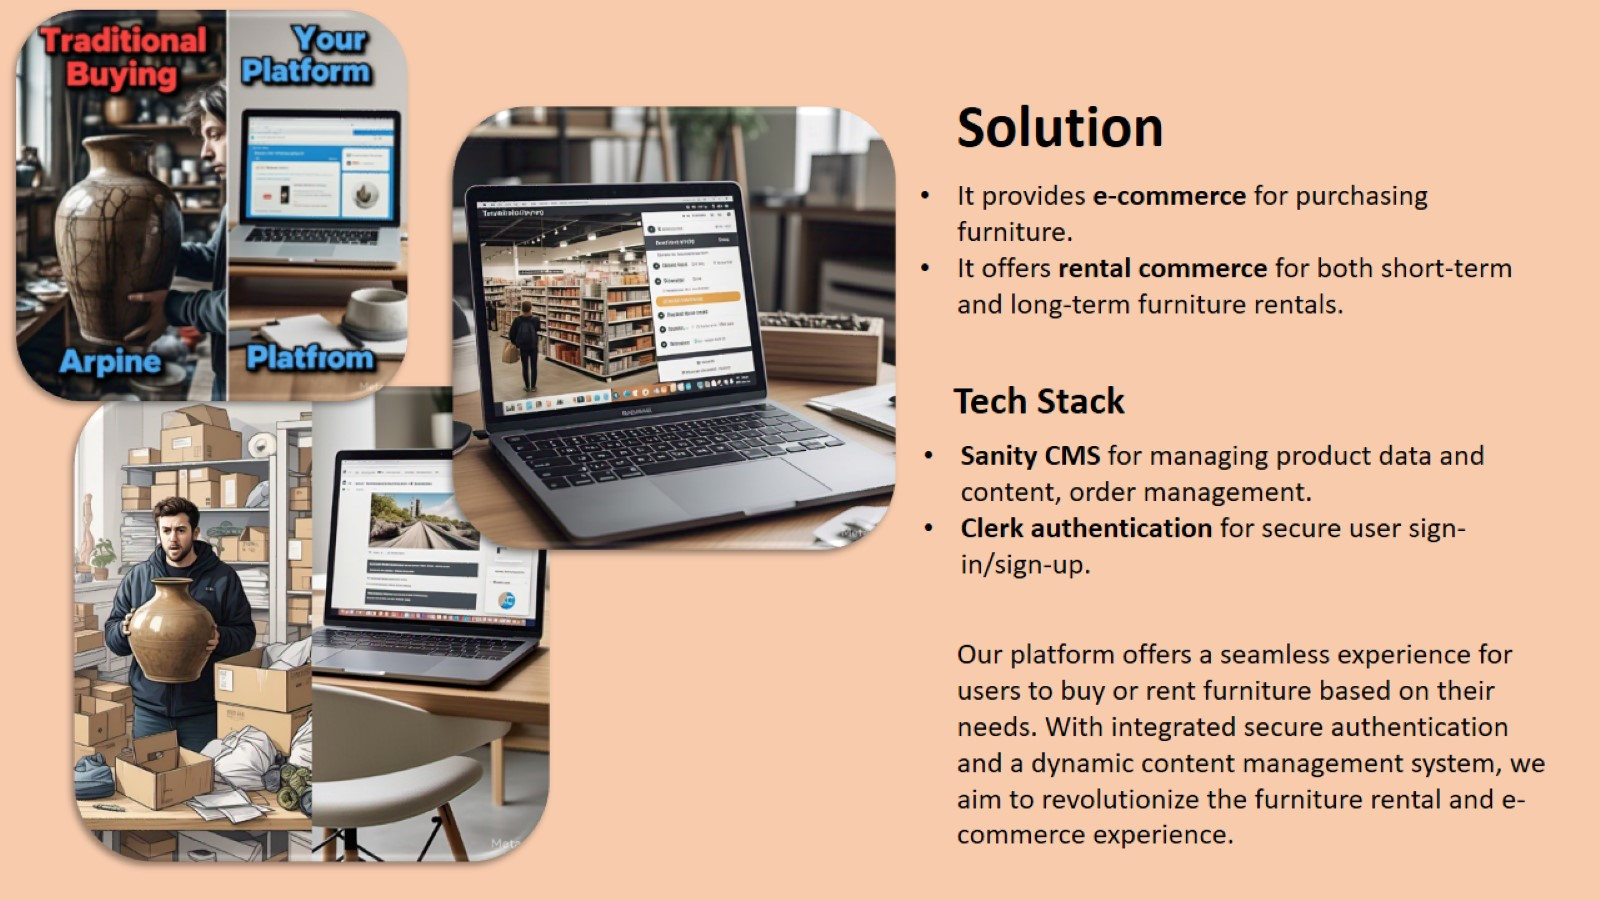 Traditional
Buying
Your
Platform
Arpine
Platfrom
Solution
• It provides e-commerce for purchasing
furniture.
• It offers rental commerce for both short-term
and long-term furniture rentals.
Tech Stack
• Sanity CMS for managing product data and
content, order management.
• Clerk authentication for secure user sign-
in/sign-up.
Our platform offers a seamless experience for
users to buy or rent furniture based on their
needs. With integrated secure authentication
and a dynamic content management system, we
aim to revolutionize the furniture rental and e-
commerce experience.